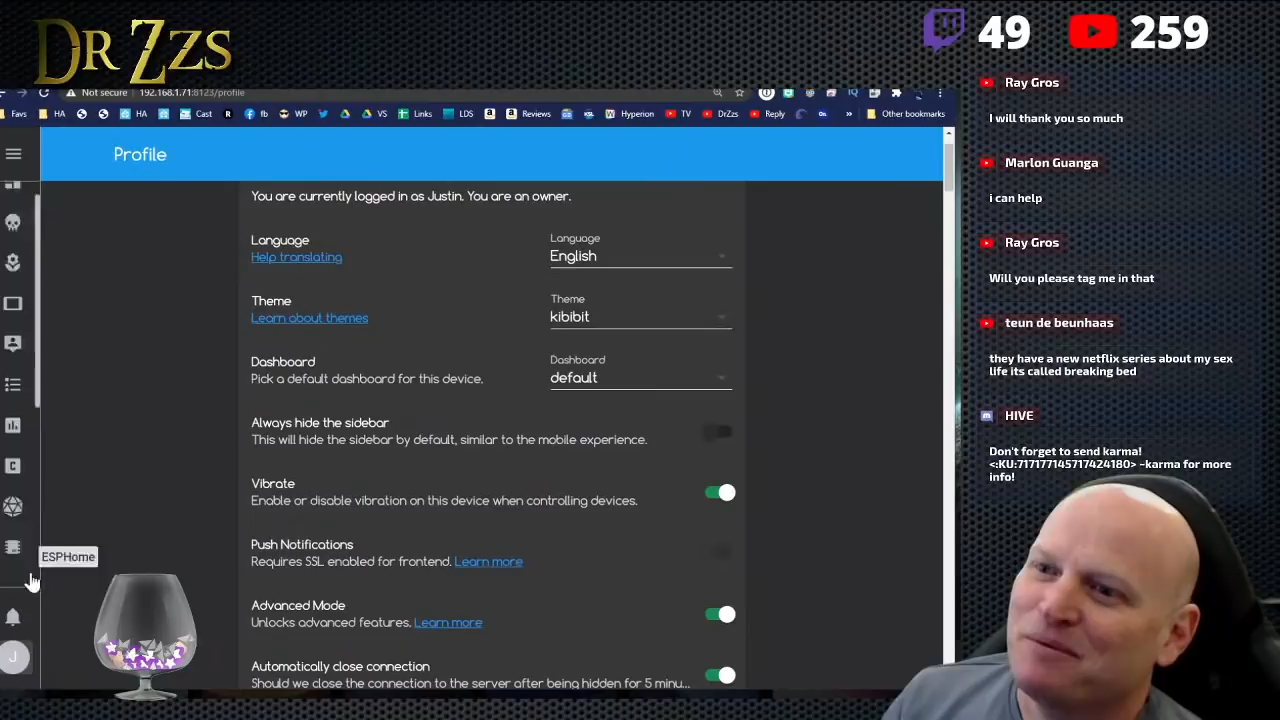 DR ZZS
49
259
Not secure
192.168.1.71:8123/profile
Favs
HA
HA
Cast
fb
WP
VS
Links
LDS
Reviews
Hyperion
TV
DrZzs
Reply
»
Other bookmarks
Profile
You are currently logged in as Justin. You are an owner.
Language
Help translating
Language
English
Theme
Learn about themes
Theme
kibibit
Dashboard
Pick a default dashboard for this device.
Dashboard
default
Always hide the sidebar
This will hide the sidebar by default, similar to the mobile experience.
Vibrate
Enable or disable vibration on this device when controlling devices.
Push Notifications
Requires SSL enabled for frontend. Learn more
Advanced Mode
Unlocks advanced features. Learn more
Automatically close connection
Should we close the connection to the server after being hidden for 5 minu...
ESPHome
J
Ray Gros
I will thank you so much
Marlon Guanga
i can help
Ray Gros
Will you please tag me in that
teun de beunhaas
they have a new netflix series about my sex
life its called breaking bed
HIVE
Don't forget to send karma!
<:KU:717177145717424180> ~karma for more
info!